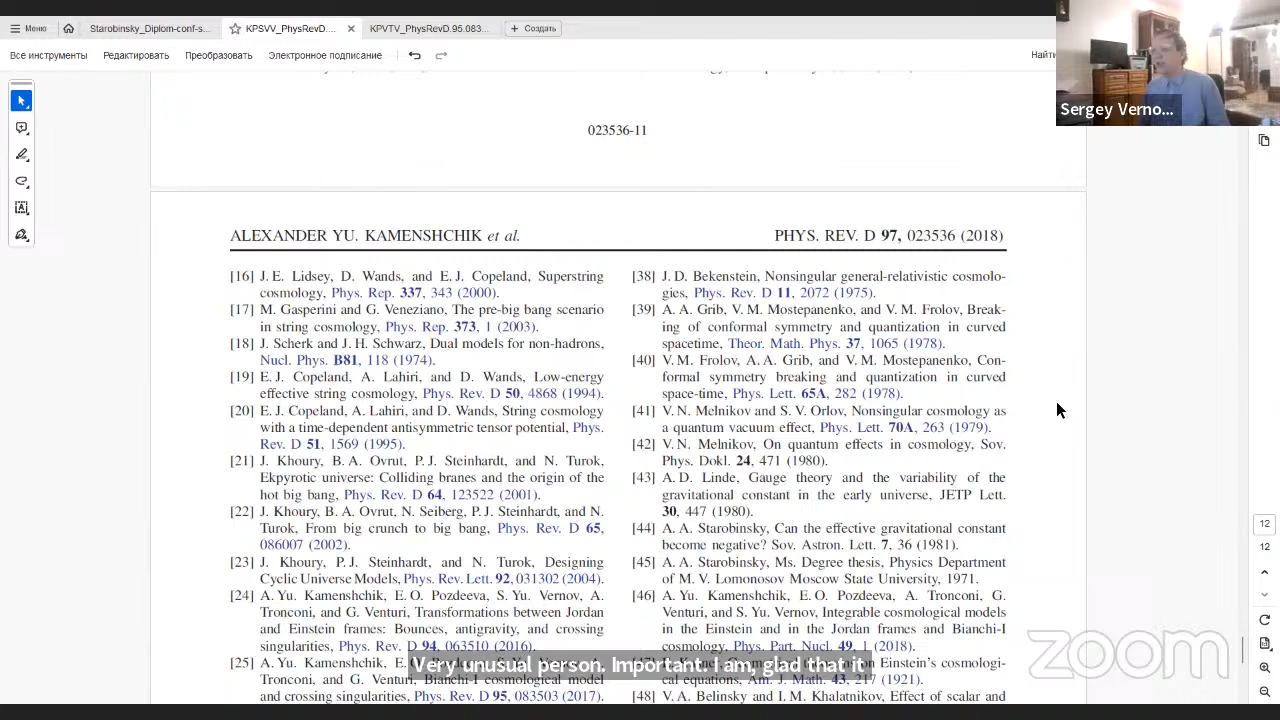 Меню
Starobinsky_Diplom-conf-s...
KPSVV_PhysRevD....
KPVTV_PhysRevD.95.083...
Создать
Все инструменты
Редактировать
Преобразовать
Электронное подписание
Найти
Sergey Verno...
023536-11
ALEXANDER YU. KAMENSHCHIK et al.
PHYS. REV. D 97, 023536 (2018)
[16] J. E. Lidsey, D. Wands, and E. J. Copeland, Superstring
cosmology, Phys. Rep. 337, 343 (2000).
[17] M. Gasperini and G. Veneziano, The pre-big bang scenario
in string cosmology, Phys. Rep. 373, 1 (2003).
[18] J. Scherk and J. H. Schwarz, Dual models for non-hadrons,
Nucl. Phys. B81, 118 (1974).
[19] E. J. Copeland, A. Lahiri, and D. Wands, Low-energy
effective string cosmology, Phys. Rev. D 50, 4868 (1994).
[20] E. J. Copeland, A. Lahiri, and D. Wands, String cosmology
with a time-dependent antisymmetric tensor potential, Phys.
Rev. D 51, 1569 (1995).
[21] J. Khoury, B. A. Ovrut, P. J. Steinhardt, and N. Turok,
Ekpyrotic universe: Colliding branes and the origin of the
hot big bang, Phys. Rev. D 64, 123522 (2001).
[22] J. Khoury, B. A. Ovrut, N. Seiberg, P. J. Steinhardt, and N.
Turok, From big crunch to big bang, Phys. Rev. D 65,
086007 (2002).
[23] J. Khoury, P. J. Steinhardt, and N. Turok, Designing
Cyclic Universe Models, Phys. Rev. Lett. 92, 031302 (2004).
[24] A. Yu. Kamenshchik, E. O. Pozdeeva, S. Yu. Vernov, A.
Tronconi, and G. Venturi, Transformations between Jordan
and Einstein frames: Bounces, antigravity, and crossing
singularities, Phys. Rev. D 94, 063510 (2016).
[25] A. Yu. Kamenshchik, E.
Tronconi, and G. Venturi, Bianchi-I cosmological model
and crossing singularities, Phys. Rev. D 95, 083503 (2017).
[38] J. D. Bekenstein, Nonsingular general-relativistic cosmolo-
gies, Phys. Rev. D 11, 2072 (1975).
[39] A. A. Grib, V. M. Mostepanenko, and V. M. Frolov, Break-
ing of conformal symmetry and quantization in curved
spacetime, Theor. Math. Phys. 37, 1065 (1978).
[40] V. M. Frolov, A. A. Grib, and V. M. Mostepanenko, Con-
formal symmetry breaking and quantization in curved
space-time, Phys. Lett. 65A, 282 (1978).
[41] V. N. Melnikov and S. V. Orlov, Nonsingular cosmology as
a quantum vacuum effect, Phys. Lett. 70A, 263 (1979).
[42] V. N. Melnikov, On quantum effects in cosmology, Sov.
Phys. Dokl. 24, 471 (1980).
[43] A. D. Linde, Gauge theory and the variability of the
gravitational constant in the early universe, JETP Lett.
30, 447 (1980).
[44] A. A. Starobinsky, Can the effective gravitational constant
become negative? Sov. Astron. Lett. 7, 36 (1981).
[45] A. A. Starobinsky, Ms. Degree thesis, Physics Department
of M. V. Lomonosov Moscow State University, 1971.
[46] A. Yu. Kamenshchik, E. O. Pozdeeva, A. Tronconi, G.
Venturi, and S. Yu. Vernov, Integrable cosmological models
in the Einstein and in the Jordan frames and Bianchi-I
cosmology, Phys. Part. Nucl. 49, 1 (2018).
Einstein's cosmologi-
cal equations, Am. J. Math. 43, 217 (1921).
[48] V. A. Belinsky and I. M. Khalatnikov, Effect of scalar and
Very unusual person. Important. I am, glad that it
12
12
zoom